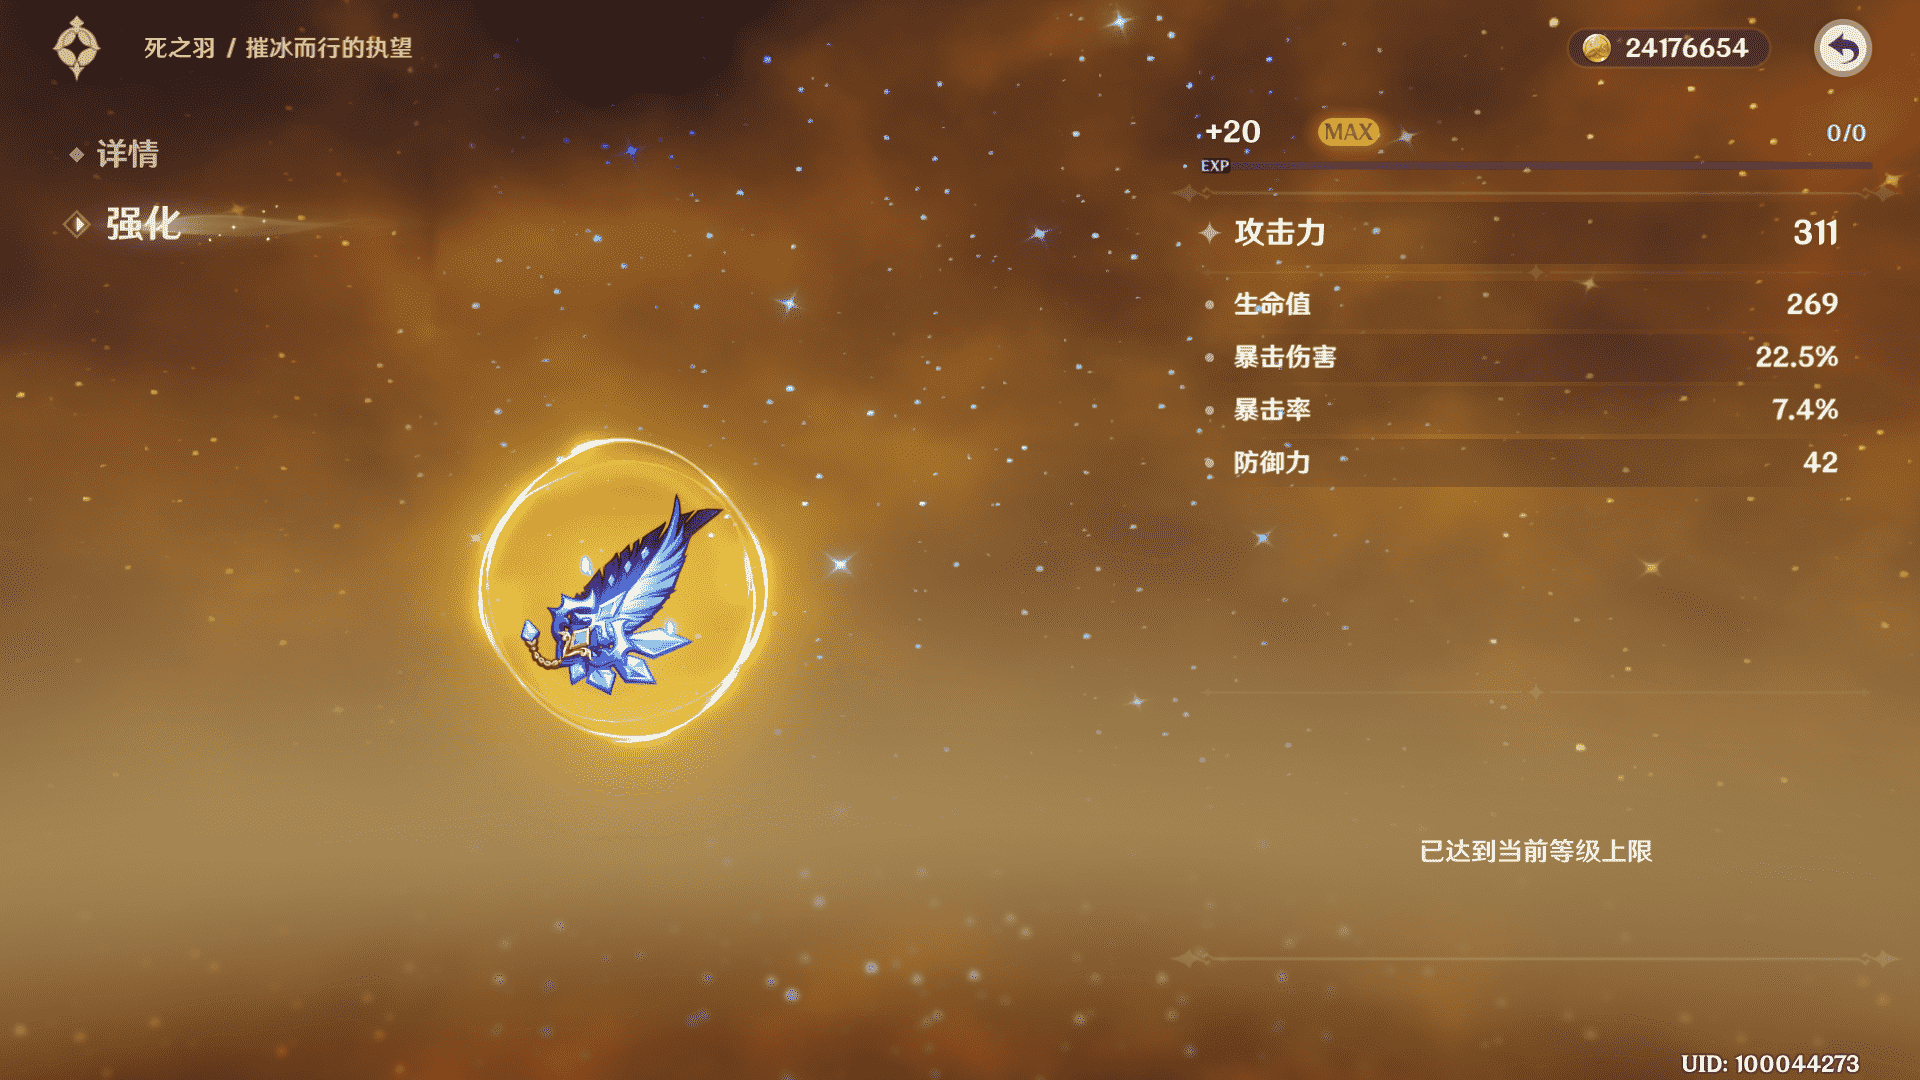 死之羽 / 摧冰而行的执望
24176654
详情
强化
+20 MAX 0/0
EXP
攻击力 311
生命值 269
暴击伤害 22.5%
暴击率 7.4%
防御力 42
已达到当前等级上限
UID: 100044273